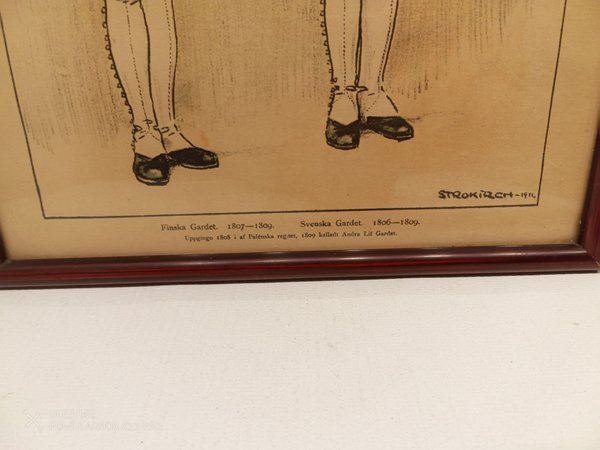 STROKIRCH - 1911.
Finska Gardet. 1807—1809. Svenska Gardet. 1806—1809.
Uppgingo 1808 i af Palénska reg:tet, 1809 kalladt Andra Lif Gardet.